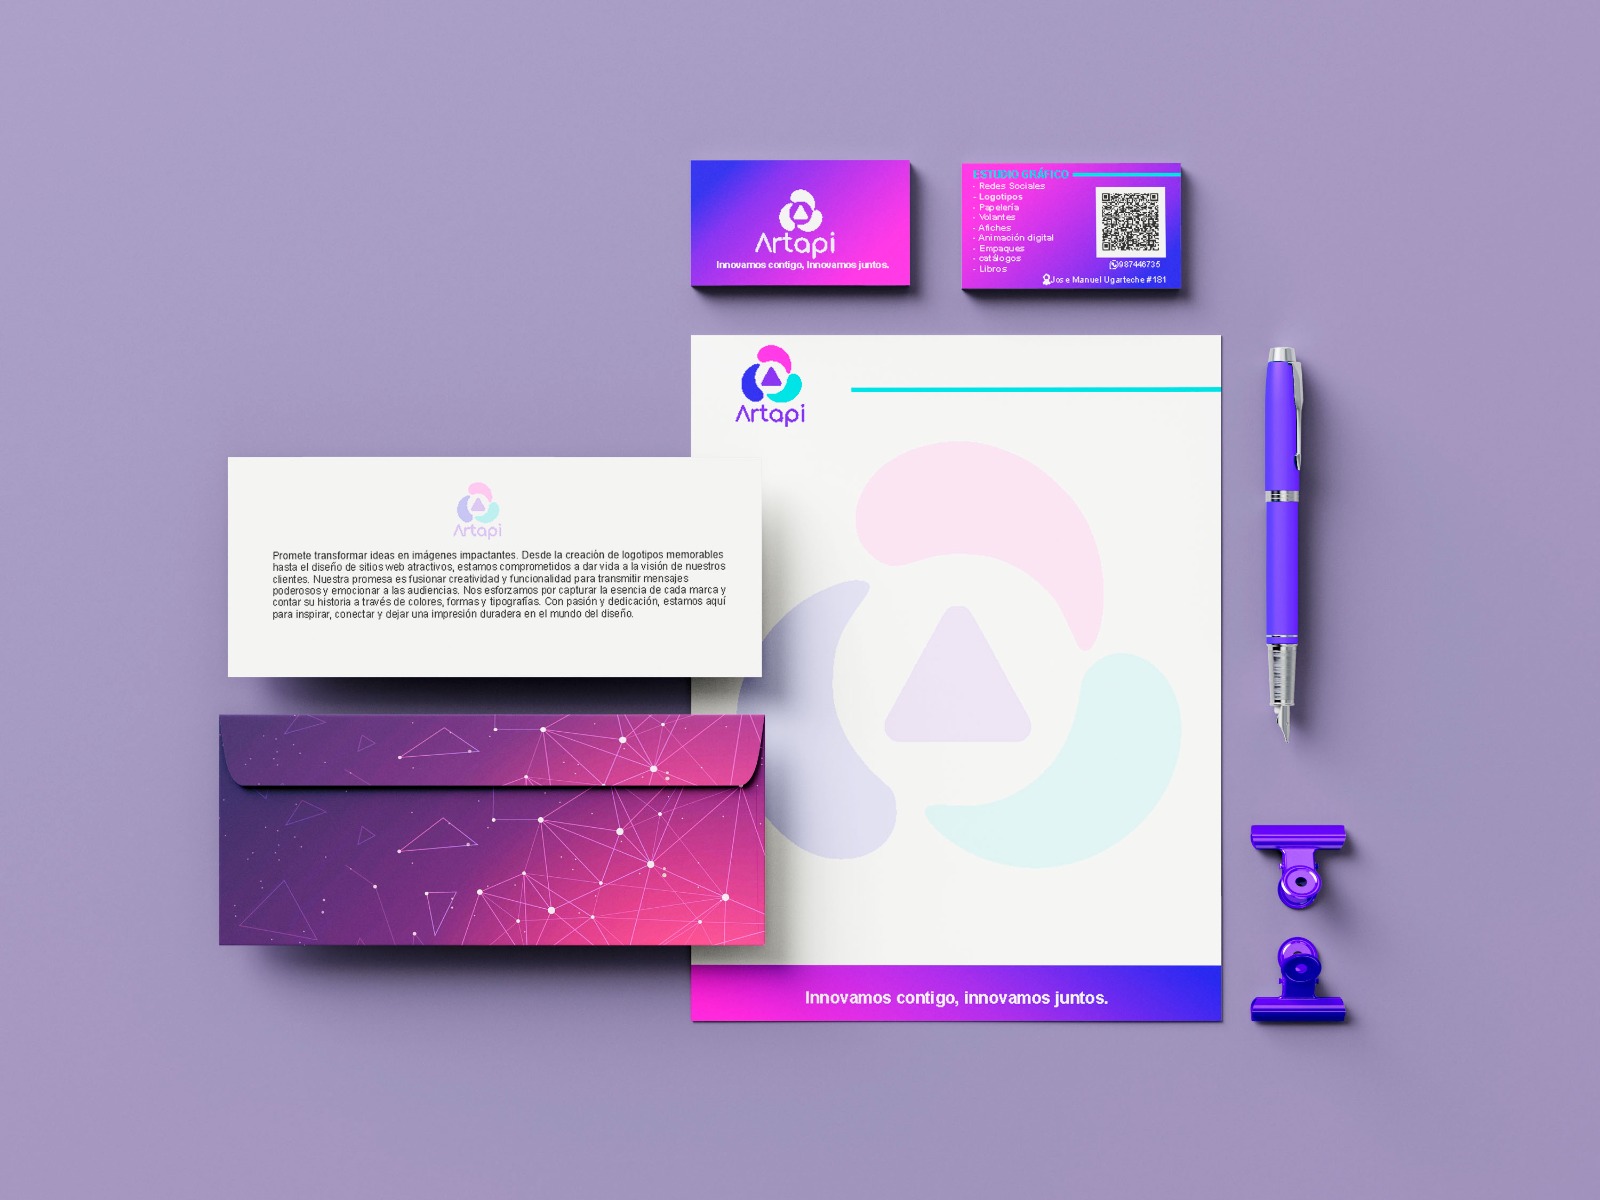 Artapi
Innovamos contigo, Innovamos juntos.
ESTUDIO GRÁFICO
- Redes Sociales
- Logotipos
- Papelería
- Volantes
- Afiches
- Animación digital
- Empaques
- catálogos
- Libros
987446735
Jose Manuel Ugarteche #181
Artapi
Artapi
Promete transformar ideas en imágenes impactantes. Desde la creación de logotipos memorables
hasta el diseño de sitios web atractivos, estamos comprometidos a dar vida a la visión de nuestros
clientes. Nuestra promesa es fusionar creatividad y funcionalidad para transmitir mensajes
poderosos y emocionar a las audiencias. Nos esforzamos por capturar la esencia de cada marca y
contar su historia a través de colores, formas y tipografías. Con pasión y dedicación, estamos aquí
para inspirar, conectar y dejar una impresión duradera en el mundo del diseño.
Innovamos contigo, innovamos juntos.